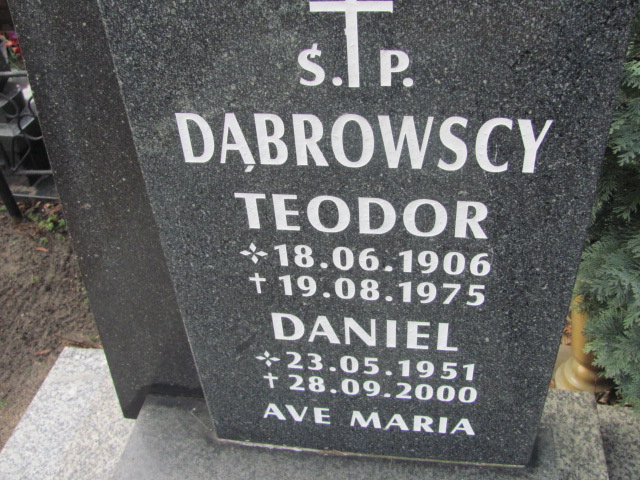 Ś. P.
DĄBROWSCY
TEODOR
18.06.1906
19.08.1975
DANIEL
23.05.1951
28.09.2000
AVE MARIA